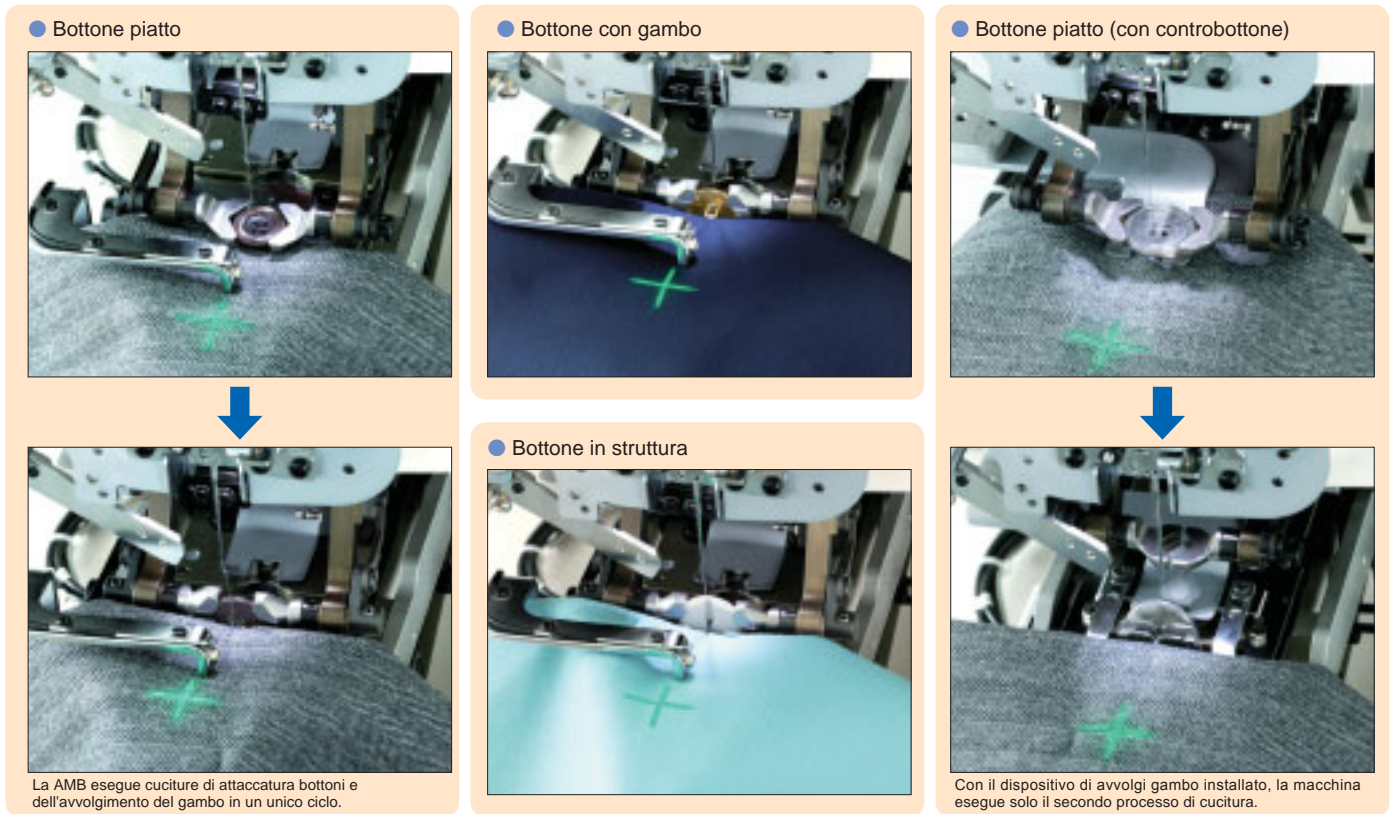 Bottone piatto
La AMB esegue cuciture di attaccatura bottoni e
dell'avvolgimento del gambo in un unico ciclo.
Bottone con gambo
Bottone in struttura
Bottone piatto (con controbottone)
Con il dispositivo di avvolgi gambo installato, la macchina
esegue solo il secondo processo di cucitura.